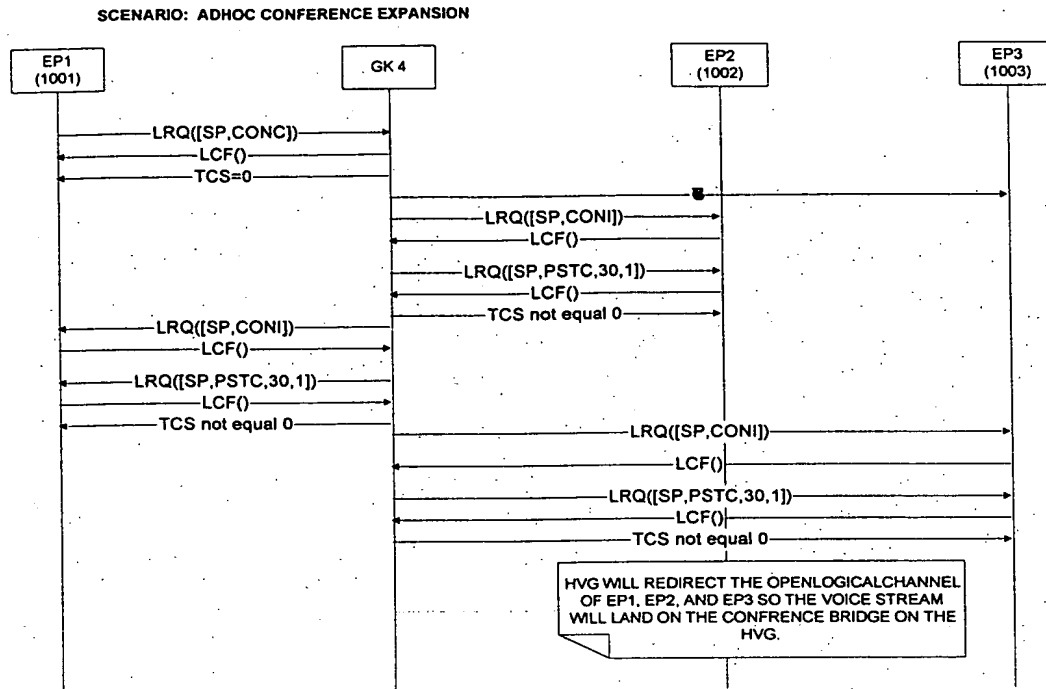 SCENARIO: ADHOC CONFERENCE EXPANSION
EP1
(1001)
GK 4
EP2
(1002)
EP3
(1003)
LRQ([SP,CONC])
LCF()
TCS=0
LRQ([SP,CONI])
LCF()
LRQ([SP,PSTC,30,1])
LCF()
TCS not equal 0
LRQ([SP,CONI])
LCF()
LRQ([SP,PSTC,30,1])
LCF()
TCS not equal 0
LRQ([SP,CONI])
LCF()
LRQ([SP,PSTC,30,1])
LCF()
TCS not equal 0
HVG WILL REDIRECT THE OPENLOGICALCHANNEL
OF EP1, EP2, AND EP3 SO THE VOICE STREAM
WILL LAND ON THE CONFRENCE BRIDGE ON THE
HVG.